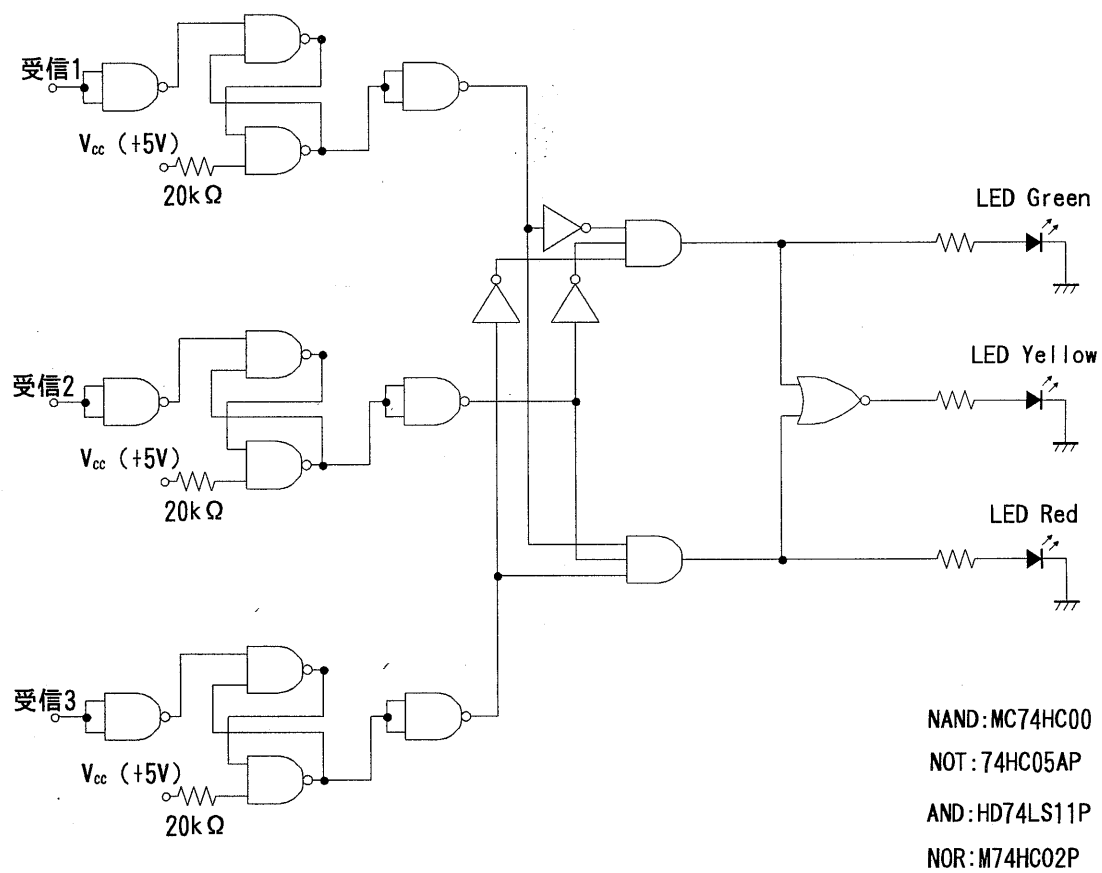 受信1
Vcc (+5V)
20kΩ
LED Green
受信2
Vcc (+5V)
20kΩ
LED Yellow
LED Red
受信3
Vcc (+5V)
20kΩ
NAND:MC74HC00
NOT:74HC05AP
AND:HD74LS11P
NOR:M74HC02P